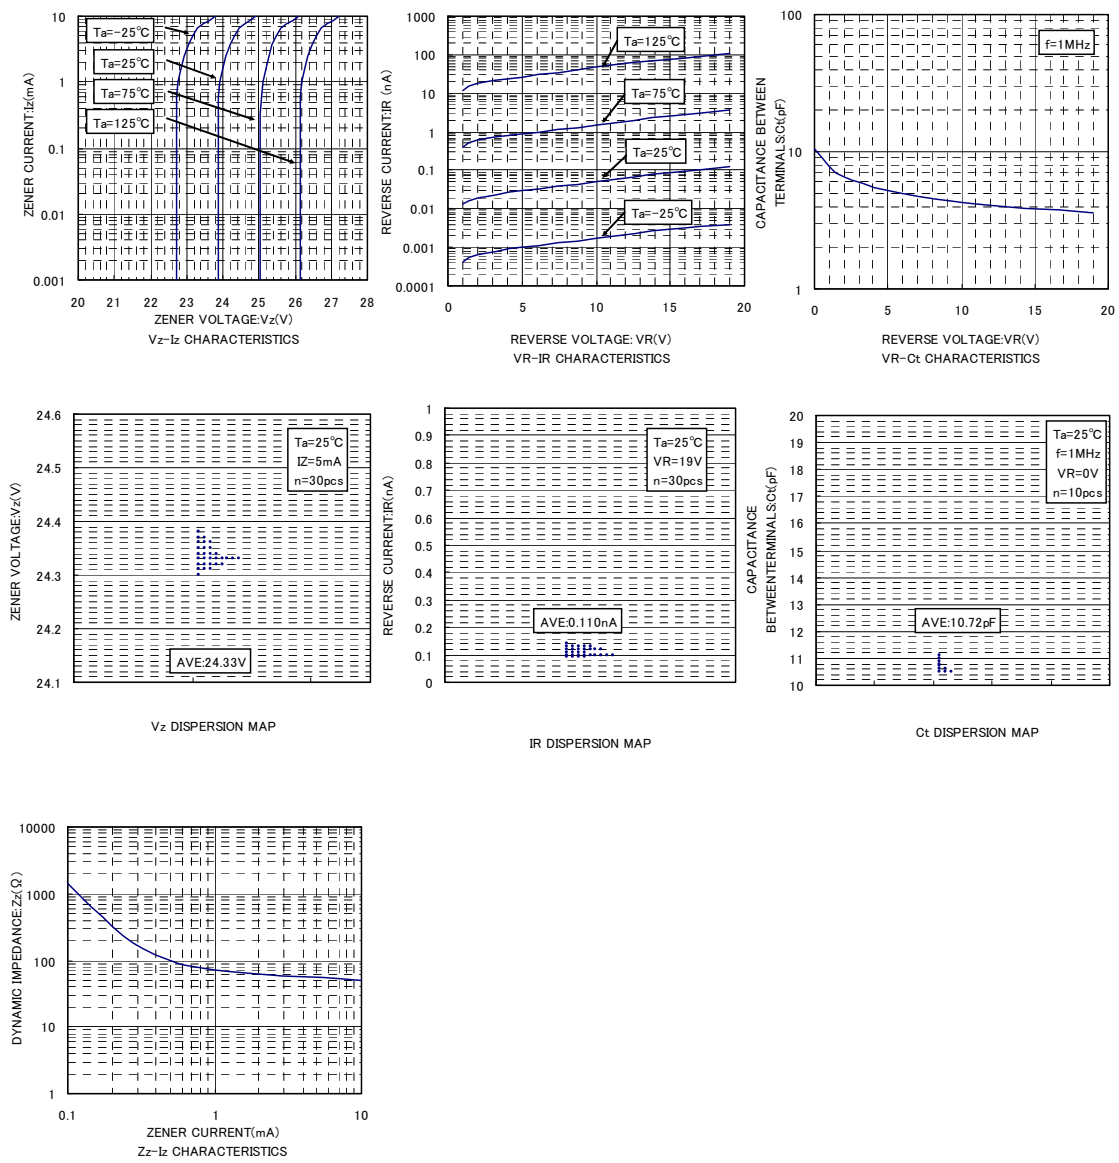 ZENER CURRENT:Iz(mA)
10
1
0.1
0.01
0.001
Ta=-25°C
Ta=25°C
Ta=75°C
Ta=125°C
20 21 22 23 24 25 26 27 28
ZENER VOLTAGE:Vz(V)
Vz-Iz CHARACTERISTICS
REVERSE CURRENT:IR (nA)
1000
100
10
1
0.1
0.01
0.001
0.0001
Ta=125°C
Ta=75°C
Ta=25°C
Ta=-25°C
0 5 10 15 20
REVERSE VOLTAGE:VR(V)
VR-IR CHARACTERISTICS
CAPACITANCE BETWEEN
TERMINALS:Ct(pF)
100
10
1
f=1MHz
0 5 10 15 20
REVERSE VOLTAGE:VR(V)
VR-Ct CHARACTERISTICS
ZENER VOLTAGE:Vz(V)
24.6
24.5
24.4
24.3
24.2
24.1
Ta=25°C
IZ=5mA
n=30pcs
AVE:24.33V
Vz DISPERSION MAP
REVERSE CURRENT:IR(nA)
1
0.9
0.8
0.7
0.6
0.5
0.4
0.3
0.2
0.1
0
Ta=25°C
VR=19V
n=30pcs
AVE:0.110nA
IR DISPERSION MAP
CAPACITANCE
BETWEENTERMINALS:Ct(pF)
20
19
18
17
16
15
14
13
12
11
10
Ta=25°C
f=1MHz
VR=0V
n=10pcs
AVE:10.72pF
Ct DISPERSION MAP
DYNAMIC IMPEDANCE:Zz(Ω)
10000
1000
100
10
1
0.1 1 10
ZENER CURRENT(mA)
Zz-Iz CHARACTERISTICS